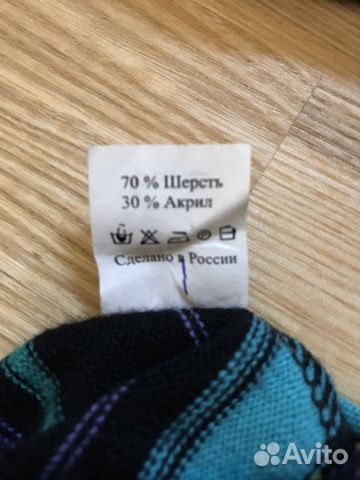 70 % Шерсть
30 % Акрил
Сделано в России
Avito